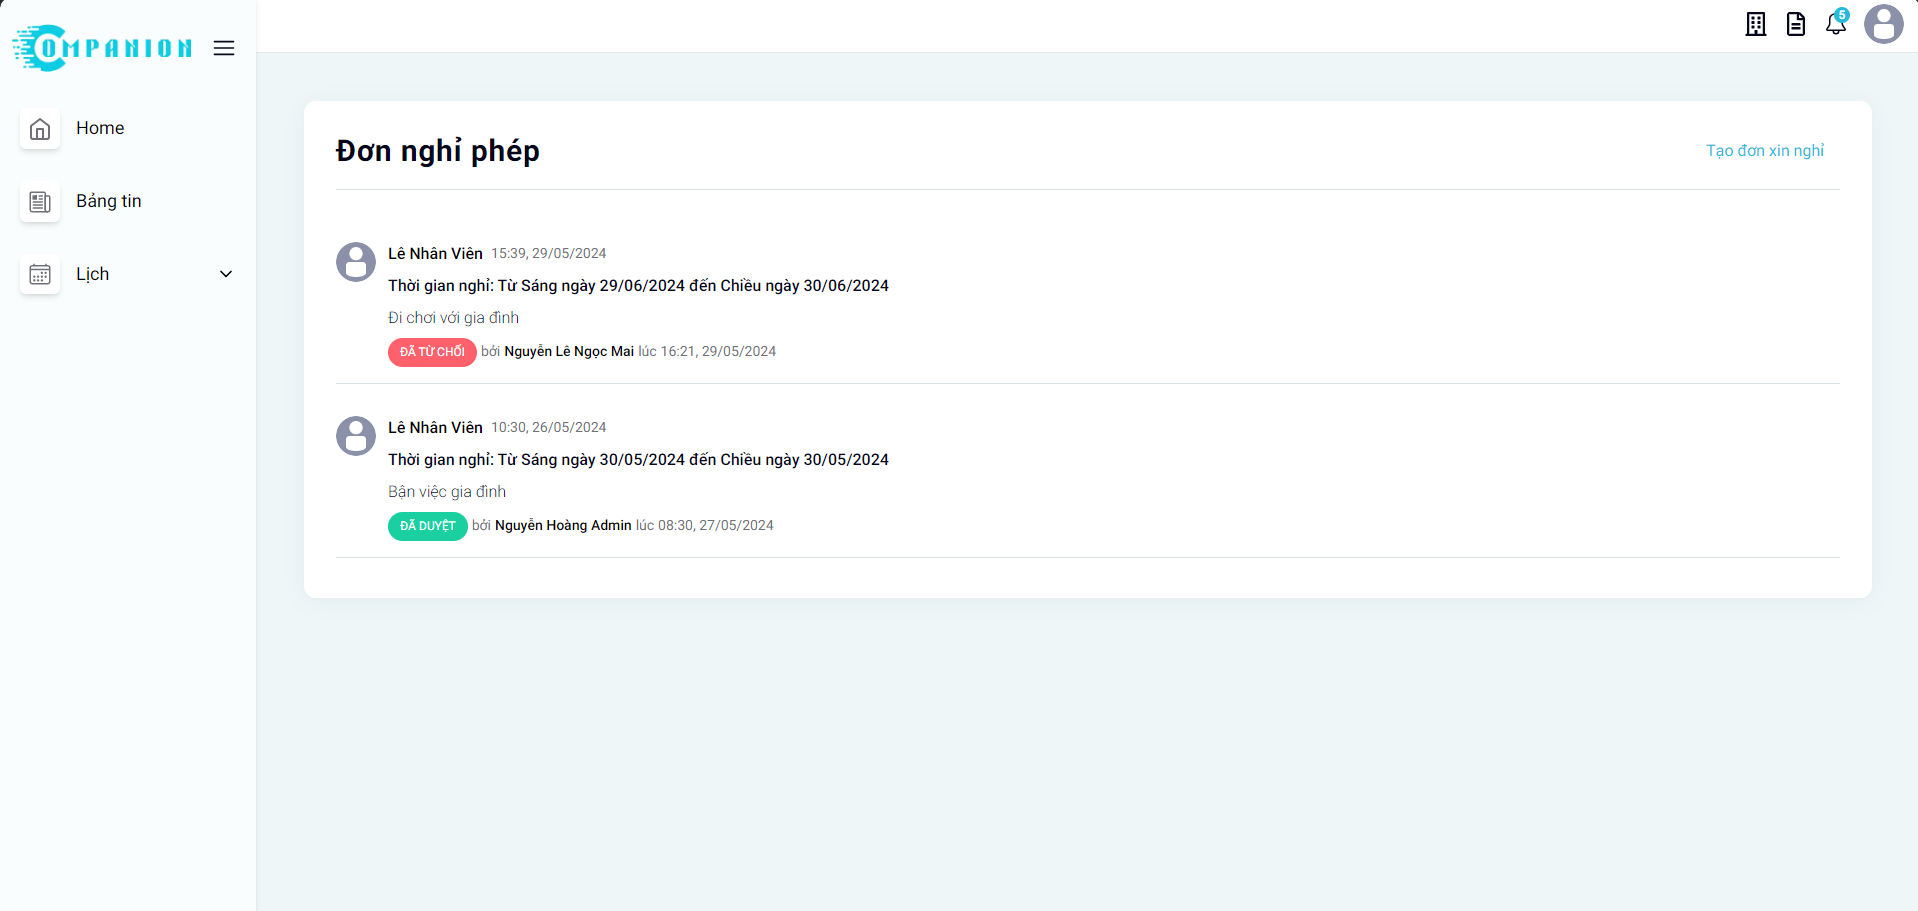 COMPANION
5
Home
Bảng tin
Lịch
Đơn nghỉ phép
Tạo đơn xin nghỉ
Lê Nhân Viên 15:39, 29/05/2024
Thời gian nghỉ: Từ Sáng ngày 29/06/2024 đến Chiều ngày 30/06/2024
Đi chơi với gia đình
ĐÃ TỪ CHỐI bởi Nguyễn Lê Ngọc Mai lúc 16:21, 29/05/2024
Lê Nhân Viên 10:30, 26/05/2024
Thời gian nghỉ: Từ Sáng ngày 30/05/2024 đến Chiều ngày 30/05/2024
Bận việc gia đình
ĐÃ DUYỆT bởi Nguyễn Hoàng Admin lúc 08:30, 27/05/2024